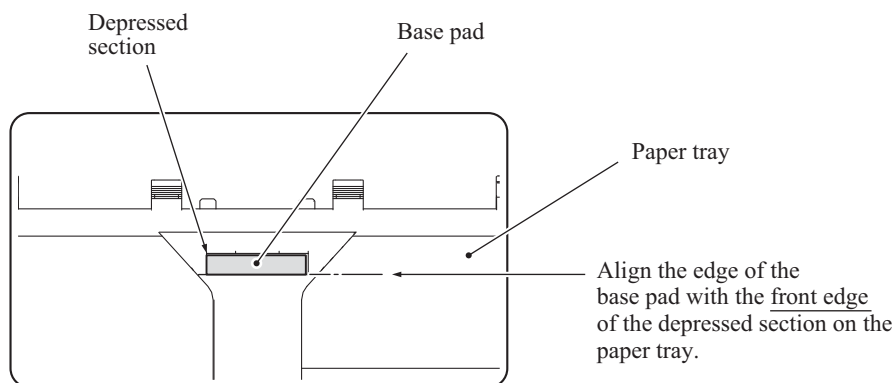 Depressed
section
Base pad
Paper tray
Align the edge of the
base pad with the front edge
of the depressed section on the
paper tray.